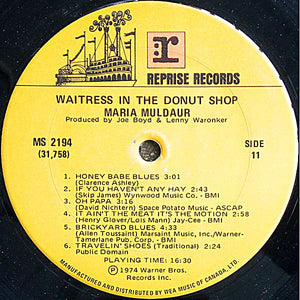 r
REPRISE RECORDS
WAITRESS IN THE DONUT SHOP
MARIA MULDAUR
Produced by Joe Boyd & Lenny Waronker
MS 2194
(31,758)
SIDE
11
1. HONEY BABE BLUES 3:01
(Clarence Ashley)
2. IF YOU HAVEN'T ANY HAY 2:43
(Skip James) Wynwood Music Co. - BMI
3. OH PAPA 3:16
(David Nichtern) Space Potato Music - ASCAP
4. IT AIN'T THE MEAT IT'S THE MOTION 2:58
(Henry Glover/Lois Mann) Jay-Cee - BMI
5. BRICKYARD BLUES 4:33
(Allen Toussaint) Marsaint Music, Inc./Warner-
Tamerlane Pub. Corp. - BMI
6. TRAVELIN' SHOES (Traditional) 2:24
Public Domain
PLAYING TIME: 16:30
℗ 1974 Warner Bros.
Records Inc.
MANUFACTURED AND DISTRIBUTED BY WEA MUSIC OF CANADA, LTD.